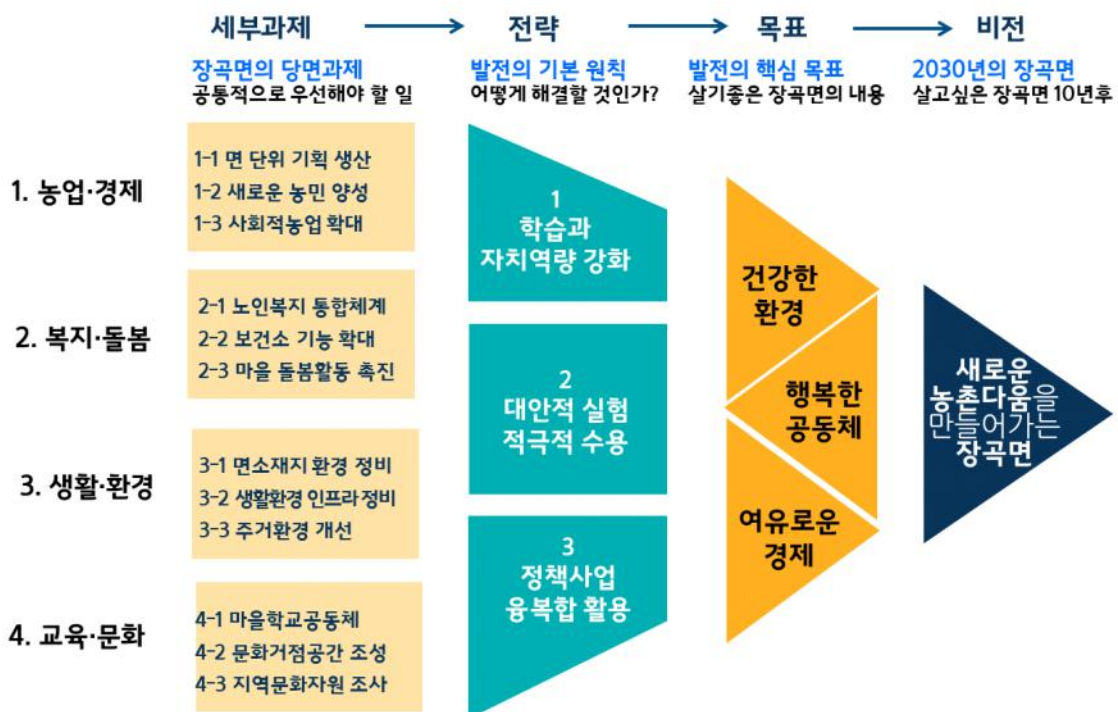 세부과제
전략
목표
비전
장곡면의 당면과제
공통적으로 우선해야 할 일
발전의 기본 원칙
어떻게 해결할 것인가?
발전의 핵심 목표
살기좋은 장곡면의 내용
2030년의 장곡면
살고싶은 장곡면 10년후
1. 농업·경제
1-1 면 단위 기획 생산
1-2 새로운 농민 양성
1-3 사회적농업 확대
2. 복지·돌봄
2-1 노인복지 통합체계
2-2 보건소 기능 확대
2-3 마을 돌봄활동 촉진
3. 생활·환경
3-1 면소재지 환경 정비
3-2 생활환경 인프라정비
3-3 주거환경 개선
4. 교육·문화
4-1 마을학교공동체
4-2 문화거점공간 조성
4-3 지역문화자원 조사
1
학습과
자치역량 강화
2
대안적 실험
적극적 수용
3
정책사업
융복합 활용
건강한
환경
행복한
공동체
여유로운
경제
새로운
농촌다움을
만들어가는
장곡면